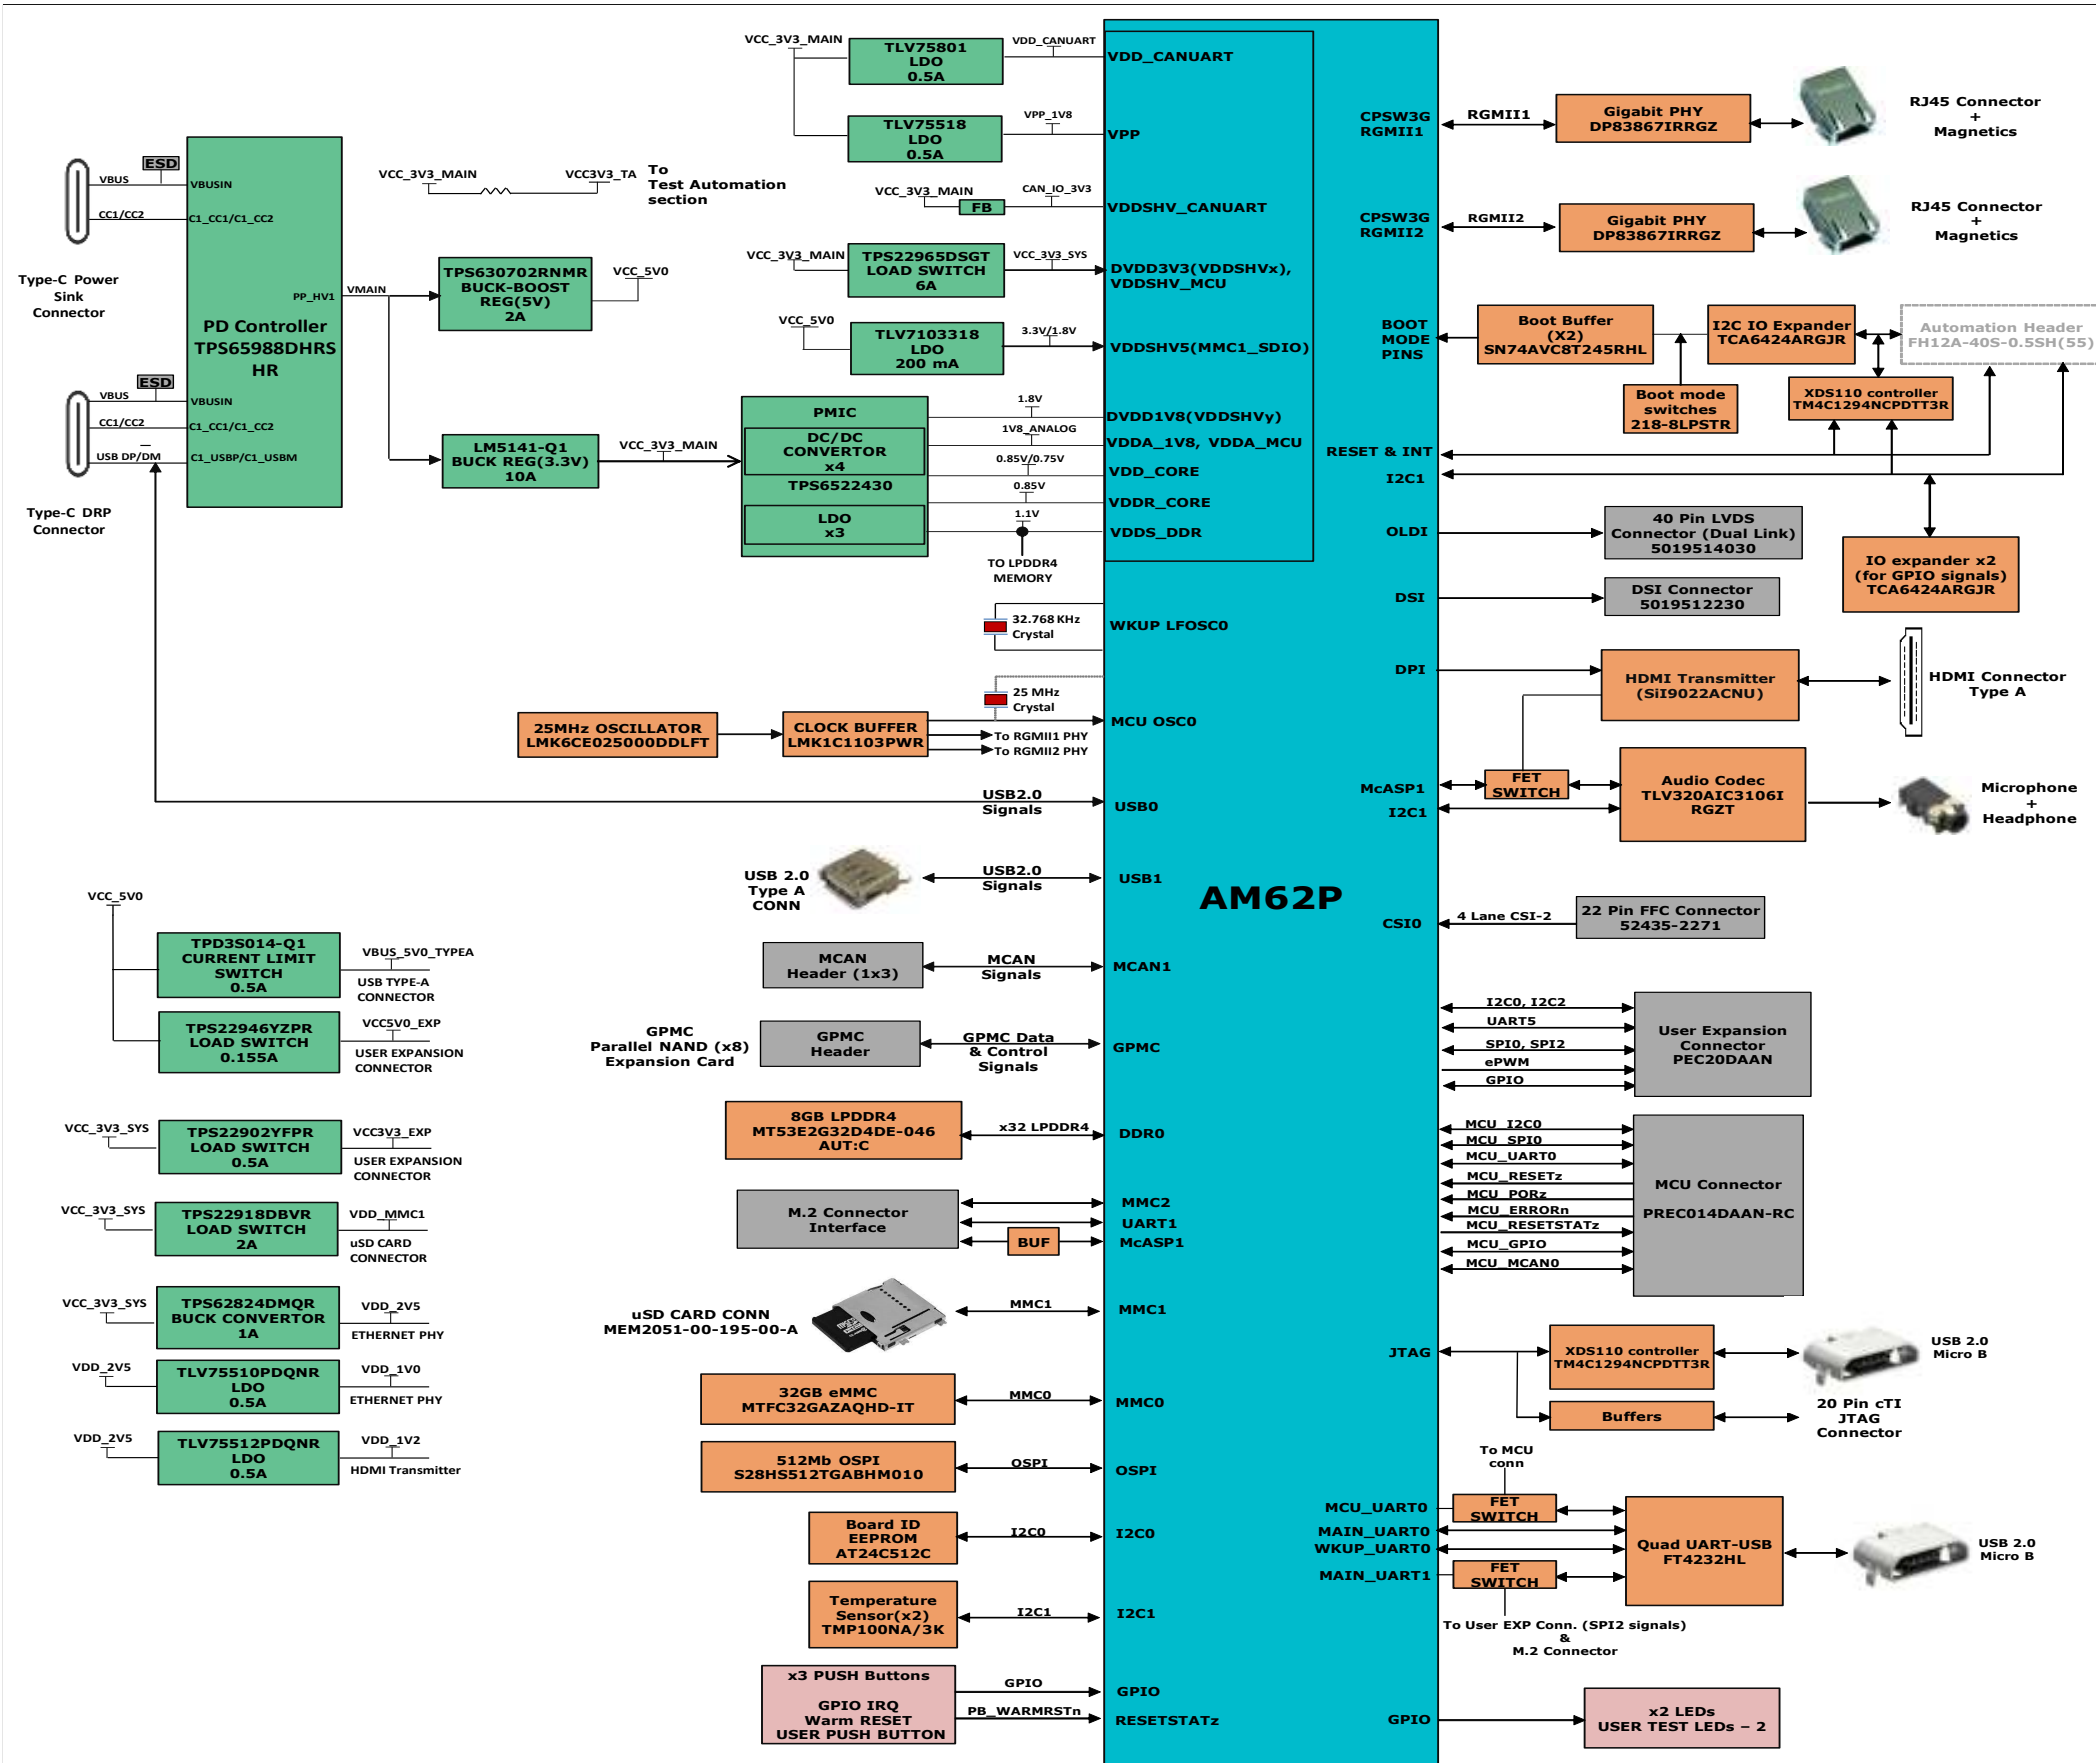 VCC_3V3_MAIN
TLV75801
LDO
0.5A
VDD_CANUART
VDD_CANUART
TLV75518
LDO
0.5A
VPP_1V8
VPP
VCC_3V3_MAIN
VCC3V3_TA
To
Test Automation
section
VCC_3V3_MAIN
FB
CAN_IO_3V3
VDDSHV_CANUART
VCC_3V3_MAIN
TPS22965DSGT
LOAD SWITCH
6A
VCC_3V3_SYS
DVDD3V3(VDDSHVx),
VDDSHV_MCU
VCC_5V0
TLV7103318
LDO
200 mA
3.3V/1.8V
VDDSHV5(MMC1_SDIO)
ESD
VBUS
VBUSIN
CC1/CC2
C1_CC1/C1_CC2
Type-C Power
Sink
Connector
PD Controller
TPS65988DHRS
HR
PP_HV1
VMAIN
TPS630702RNMR
BUCK-BOOST
REG(5V)
2A
VCC_5V0
ESD
VBUS
VBUSIN
CC1/CC2
C1_CC1/C1_CC2
USB DP/DM
C1_USBP/C1_USBM
Type-C DRP
Connector
LM5141-Q1
BUCK REG(3.3V)
10A
VCC_3V3_MAIN
PMIC
DC/DC
CONVERTOR
x4
TPS6522430
LDO
x3
1.8V
DVDD1V8(VDDSHVy)
1V8_ANALOG
VDDA_1V8, VDDA_MCU
0.85V/0.75V
VDD_CORE
0.85V
VDDR_CORE
1.1V
VDDS_DDR
TO LPDDR4
MEMORY
32.768 KHz
Crystal
WKUP LFOSC0
25 MHz
Crystal
25MHz OSCILLATOR
LMK6CE025000DDLFT
CLOCK BUFFER
LMK1C1103PWR
MCU OSC0
To RGMII1 PHY
To RGMII2 PHY
USB2.0
Signals
USB0
USB 2.0
Type A
CONN
USB2.0
Signals
USB1
AM62P
MCAN
Header (1x3)
MCAN
Signals
MCAN1
GPMC
Parallel NAND (x8)
Expansion Card
GPMC
Header
GPMC Data
& Control
Signals
GPMC
8GB LPDDR4
MT53E2G32D4DE-046
AUT:C
x32 LPDDR4
DDR0
M.2 Connector
Interface
BUF
MMC2
UART1
McASP1
uSD CARD CONN
MEM2051-00-195-00-A
MMC1
MMC1
32GB eMMC
MTFC32GAZAQHD-IT
MMC0
MMC0
512Mb OSPI
S28HS512TGABHM010
OSPI
OSPI
Board ID
EEPROM
AT24C512C
I2C0
I2C0
Temperature
Sensor(x2)
TMP100NA/3K
I2C1
I2C1
x3 PUSH Buttons
GPIO IRQ
Warm RESET
USER PUSH BUTTON
GPIO
GPIO
PB_WARMRSTn
RESETSTATz
VCC_5V0
TPD3S014-Q1
CURRENT LIMIT
SWITCH
0.5A
VBUS_5V0_TYPEA
USB TYPE-A
CONNECTOR
TPS22946YZPR
LOAD SWITCH
0.155A
VCC5V0_EXP
USER EXPANSION
CONNECTOR
VCC_3V3_SYS
TPS22902YFPR
LOAD SWITCH
0.5A
VCC3V3_EXP
USER EXPANSION
CONNECTOR
VCC_3V3_SYS
TPS22918DBVR
LOAD SWITCH
2A
VDD_MMC1
uSD CARD
CONNECTOR
VCC_3V3_SYS
TPS62824DMQR
BUCK CONVERTOR
1A
VDD_2V5
ETHERNET PHY
VDD_2V5
TLV75510PDQNR
LDO
0.5A
VDD_1V0
ETHERNET PHY
VDD_2V5
TLV75512PDQNR
LDO
0.5A
VDD_1V2
HDMI Transmitter
CPSW3G
RGMII1
RGMII1
Gigabit PHY
DP83867IRRGZ
RJ45 Connector
+
Magnetics
CPSW3G
RGMII2
RGMII2
Gigabit PHY
DP83867IRRGZ
RJ45 Connector
+
Magnetics
BOOT
MODE
PINS
Boot Buffer
(X2)
SN74AVC8T245RHL
I2C IO Expander
TCA6424ARGJR
Automation Header
FH12A-40S-0.5SH(55)
Boot mode
switches
218-8LPSTR
XDS110 controller
TM4C1294NCPDTT3R
RESET & INT
I2C1
OLDI
40 Pin LVDS
Connector (Dual Link)
5019514030
IO expander x2
(for GPIO signals)
TCA6424ARGJR
DSI
DSI Connector
5019512230
DPI
HDMI Transmitter
(SiI9022ACNU)
HDMI Connector
Type A
McASP1
FET
SWITCH
I2C1
Audio Codec
TLV320AIC3106I
RGZT
Microphone
+
Headphone
CSI0
4 Lane CSI-2
22 Pin FFC Connector
52435-2271
I2C0, I2C2
UART5
SPI0, SPI2
ePWM
GPIO
User Expansion
Connector
PEC20DAAN
MCU_I2C0
MCU_SPI0
MCU_UART0
MCU_RESETz
MCU_PORz
MCU_ERRORn
MCU_RESETSTATz
MCU_GPIO
MCU_MCAN0
MCU Connector
PREC014DAAN-RC
JTAG
XDS110 controller
TM4C1294NCPDTT3R
USB 2.0
Micro B
Buffers
20 Pin cTI
JTAG
Connector
To MCU
conn
MCU_UART0
FET
SWITCH
MAIN_UART0
WKUP_UART0
MAIN_UART1
FET
SWITCH
Quad UART-USB
FT4232HL
USB 2.0
Micro B
To User EXP Conn. (SPI2 signals)
&
M.2 Connector
GPIO
x2 LEDs
USER TEST LEDs – 2